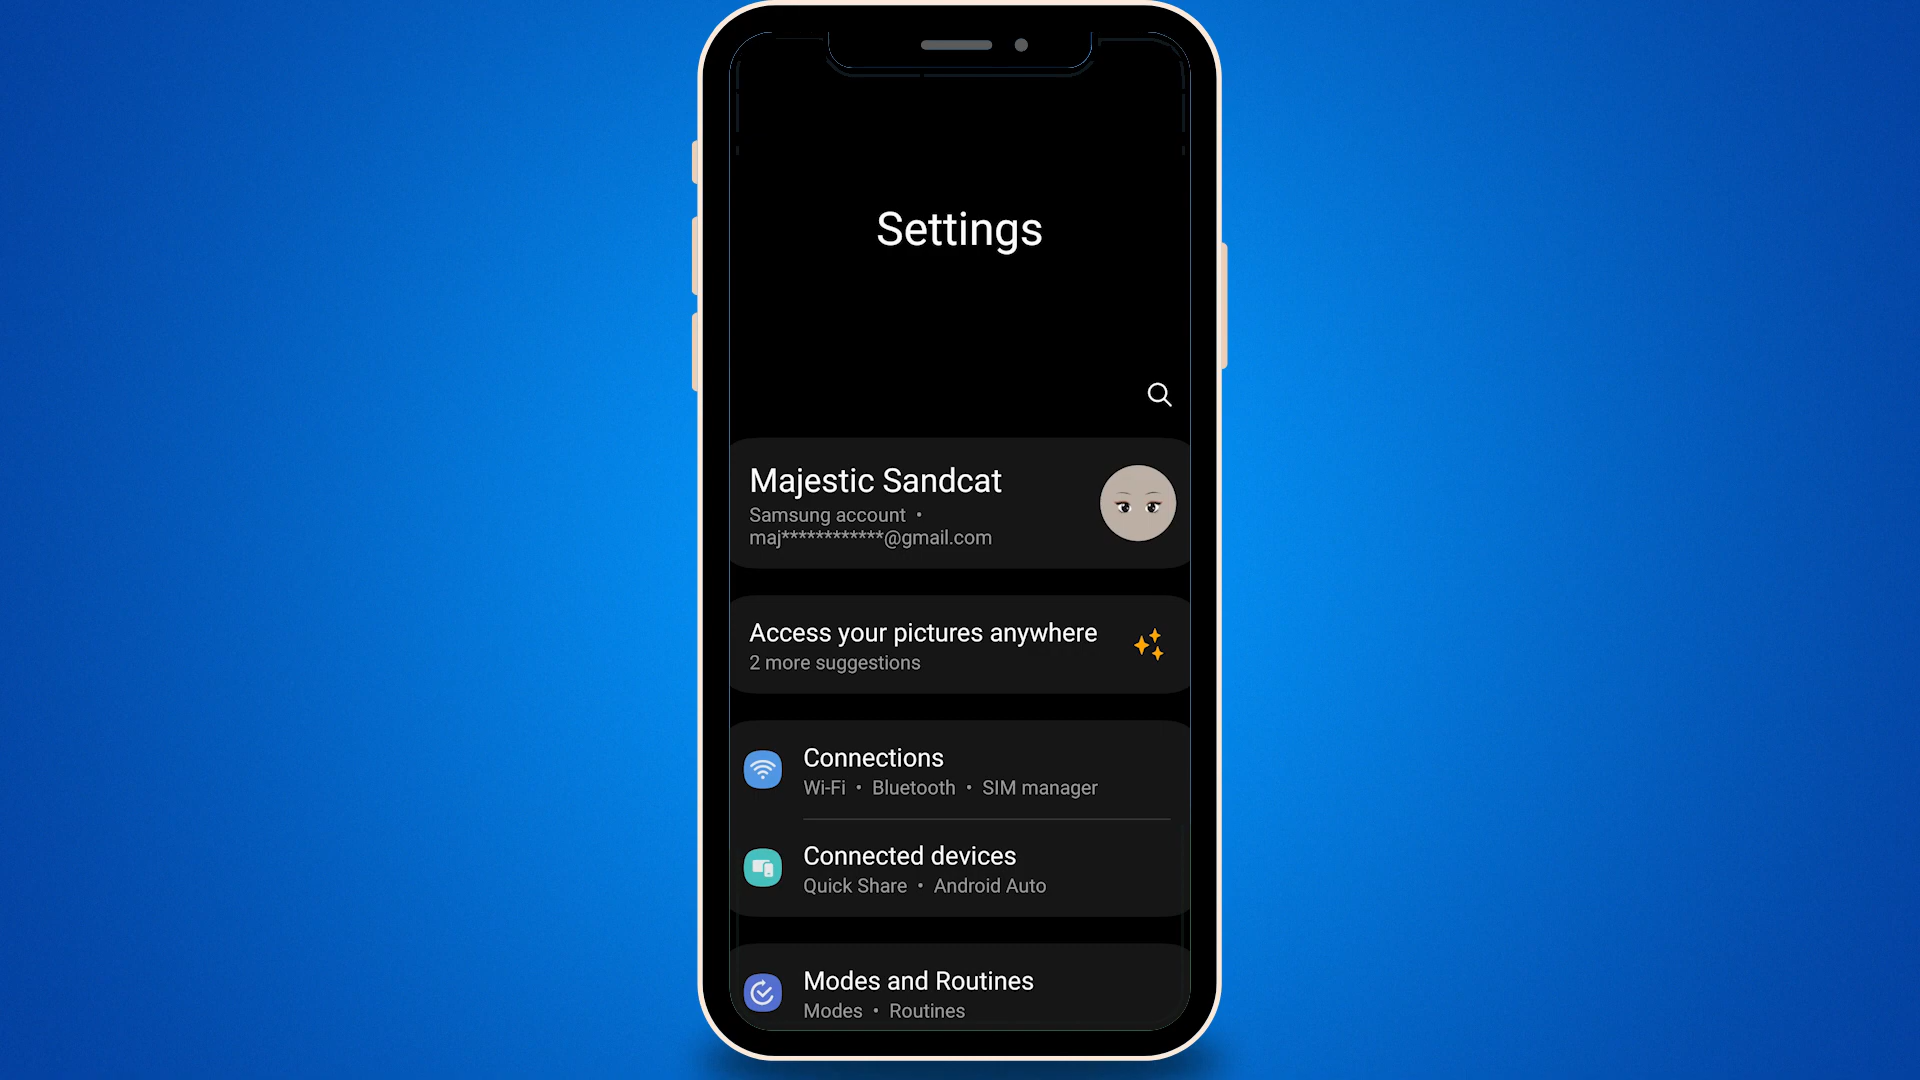 Settings
Majestic Sandcat
Samsung account •
maj************@gmail.com
Access your pictures anywhere
2 more suggestions
Connections
Wi-Fi • Bluetooth • SIM manager
Connected devices
Quick Share • Android Auto
Modes and Routines
Modes • Routines